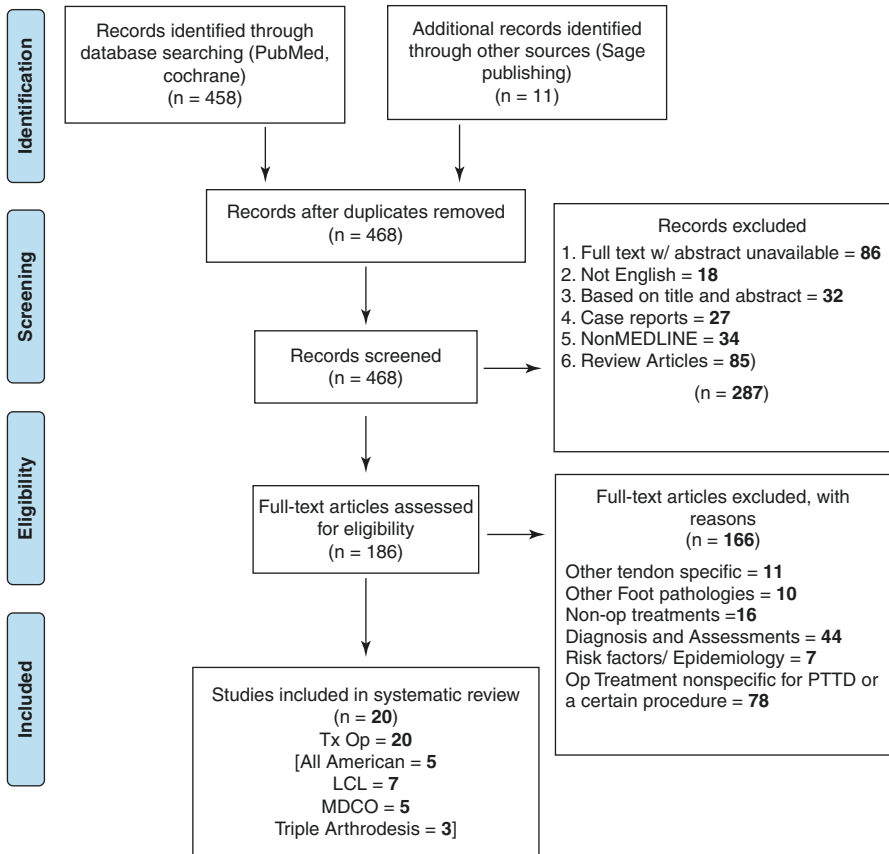 Identification
Records identified through
database searching (PubMed,
cochrane)
(n = 458)
Additional records identified
through other sources (Sage
publishing)
(n = 11)
Records after duplicates removed
(n = 468)
Screening
Records screened
(n = 468)
Records excluded
1. Full text w/ abstract unavailable = 86
2. Not English = 18
3. Based on title and abstract = 32
4. Case reports = 27
5. NonMEDLINE = 34
6. Review Articles = 85)
(n = 287)
Eligibility
Full-text articles assessed
for eligibility
(n = 186)
Full-text articles excluded, with
reasons
(n = 166)
Other tendon specific = 11
Other Foot pathologies = 10
Non-op treatments =16
Diagnosis and Assessments = 44
Risk factors/ Epidemiology = 7
Op Treatment nonspecific for PTTD or
a certain procedure = 78
Included
Studies included in systematic review
(n = 20)
Tx Op = 20
[All American = 5
LCL = 7
MDCO = 5
Triple Arthrodesis = 3]